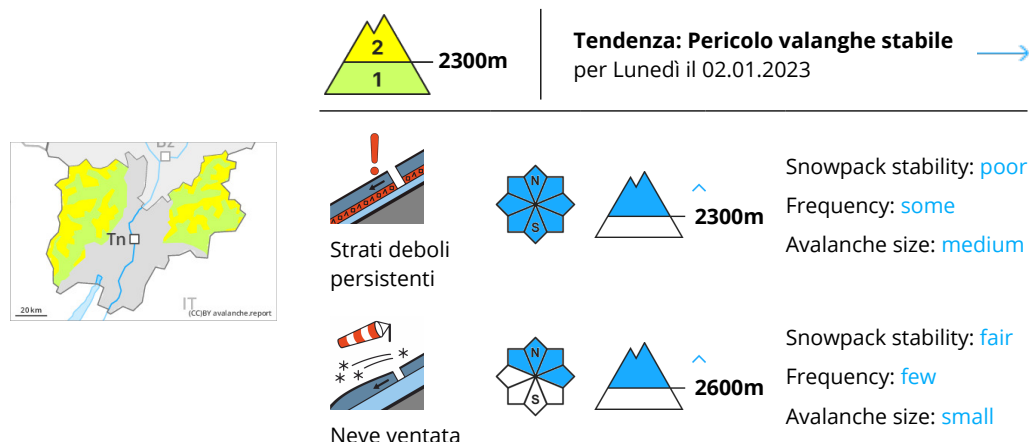 2
1
2300m
Tendenza: Pericolo valanghe stabile
per Lunedì il 02.01.2023
Bz
Tn
IT
20 km
(CC)BY avalanche.report
Strati deboli
persistenti
N
S
2300m
Snowpack stability: poor
Frequency: some
Avalanche size: medium
Neve ventata
N
S
2600m
Snowpack stability: fair
Frequency: few
Avalanche size: small